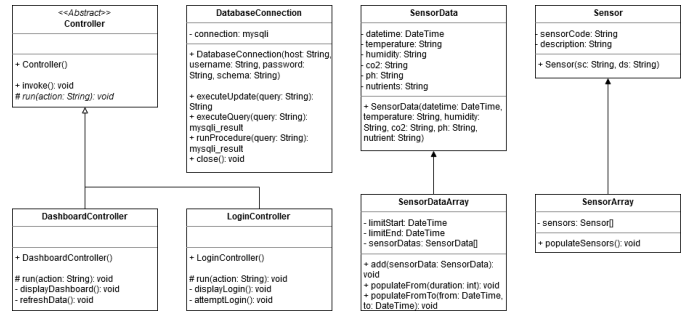 <<Abstract>>
Controller
+ Controller()
+ invoke(): void
# run(action: String): void
DatabaseConnection
- connection: mysqli
+ DatabaseConnection(host: String,
username: String, password:
String, schema: String)
+ executeUpdate(query: String):
String
+ executeQuery(query: String):
mysqli_result
+ runProcedure(query: String):
mysqli_result
+ close(): void
SensorData
- datetime: DateTime
- temperature: String
- humidity: String
- co2: String
- ph: String
- nutrients: String
+ SensorData(datetime: DateTime,
temperature: String, humidity:
String, co2: String, ph: String,
nutrient: String)
Sensor
- sensorCode: String
- description: String
+ Sensor(sc: String, ds: String)
DashboardController
+ DashboardController()
# run(action: String): void
- displayDashboard(): void
- refreshData(): void
LoginController
+ LoginController()
# run(action: String): void
- displayLogin(): void
- attemptLogin(): void
SensorDataArray
- limitStart: DateTime
- limitEnd: DateTime
- sensorDatas: SensorData[]
+ add(sensorData: SensorData):
void
+ populateFrom(duration: int): void
+ populateFromTo(from: DateTime,
to: DateTime): void
SensorArray
- sensors: Sensor[]
+ populateSensors(): void